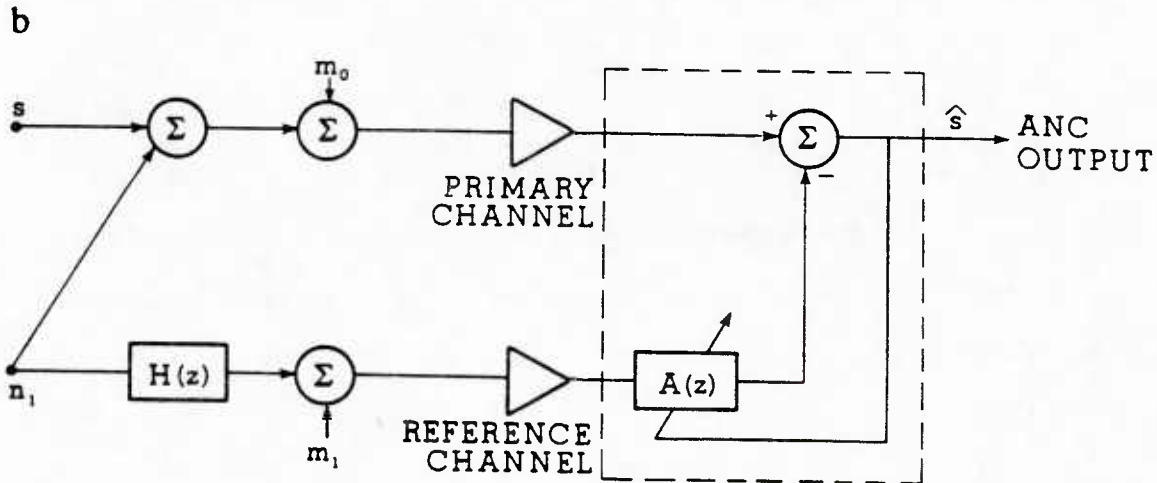 b
m₀
s
Σ
Σ
+
Σ
−
ŝ
ANC
OUTPUT
PRIMARY
CHANNEL
n₁
H(z)
Σ
m₁
A(z)
REFERENCE
CHANNEL